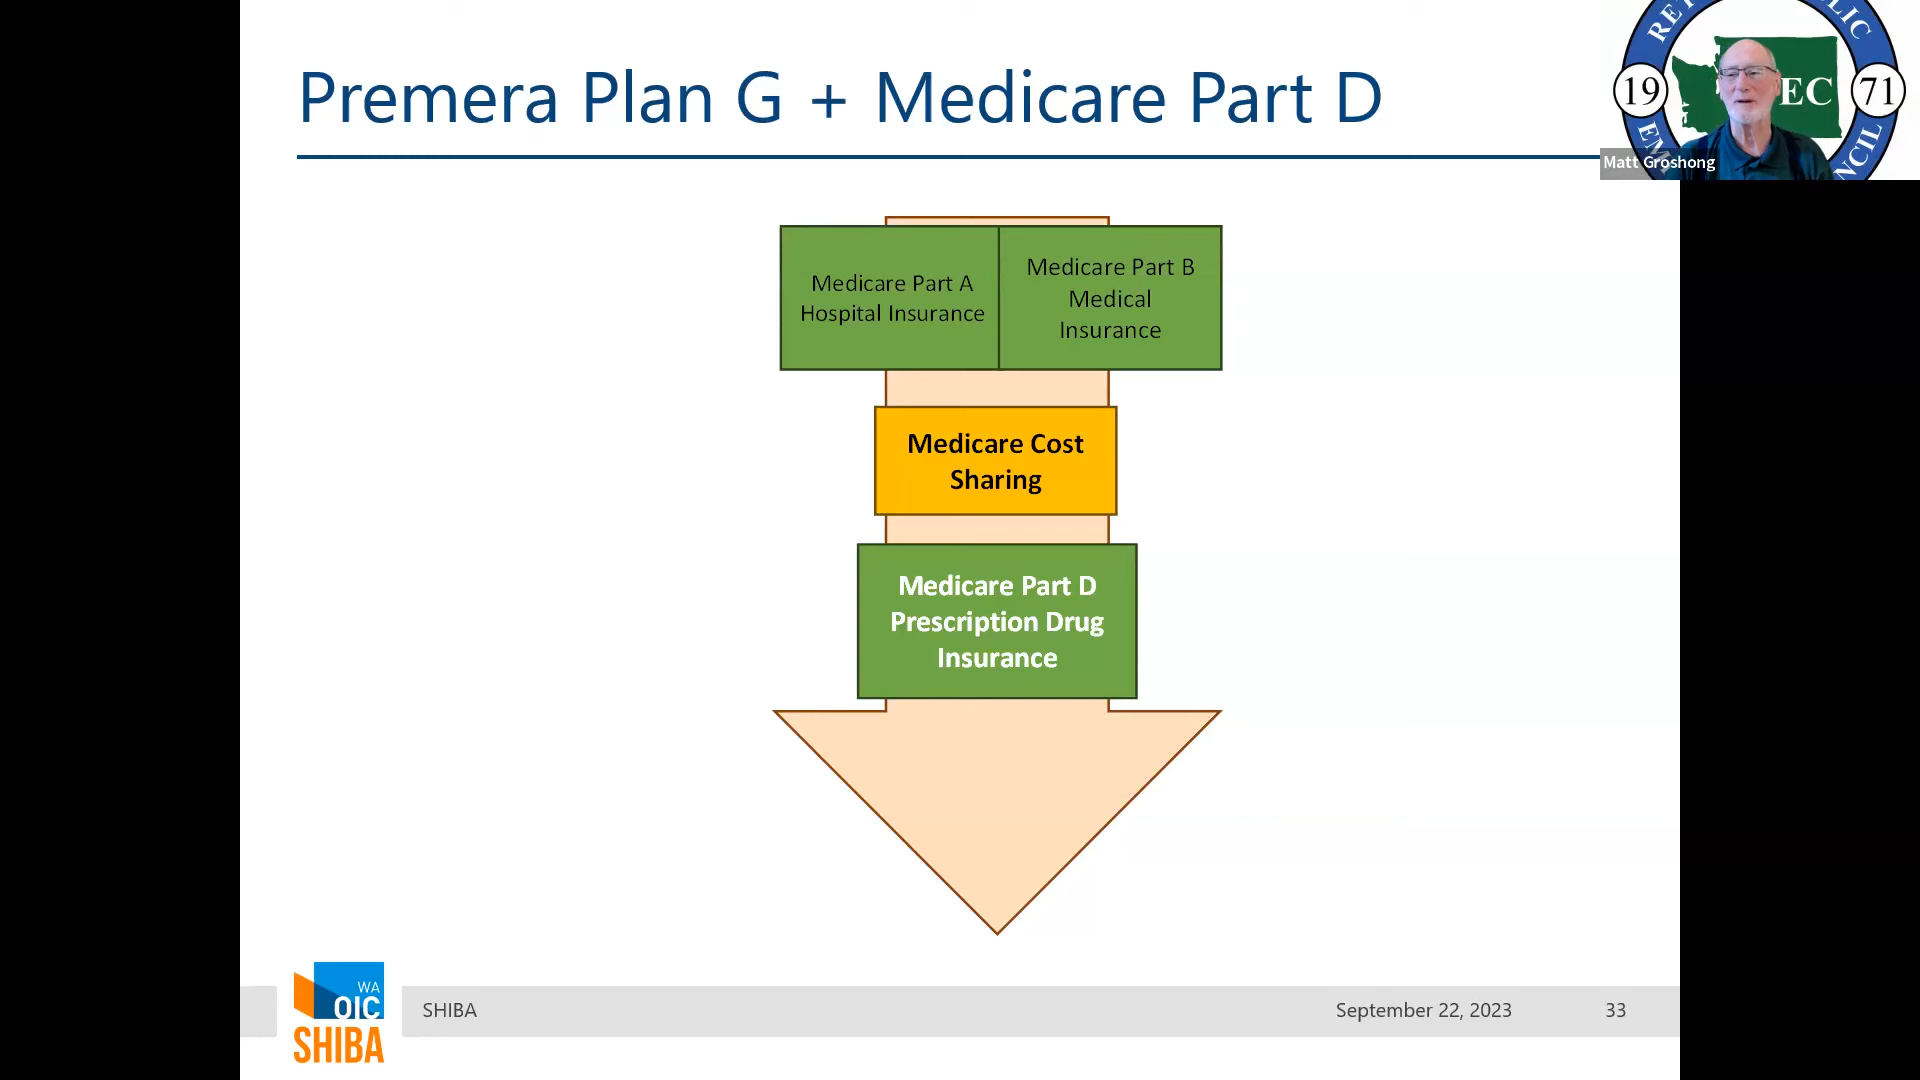 Premera Plan G + Medicare Part D
19
EC
71
Matt Groshong
Medicare Part A
Hospital Insurance
Medicare Part B
Medical
Insurance
Medicare Cost
Sharing
Medicare Part D
Prescription Drug
Insurance
WA
OIC
SHIBA
SHIBA
September 22, 2023
33